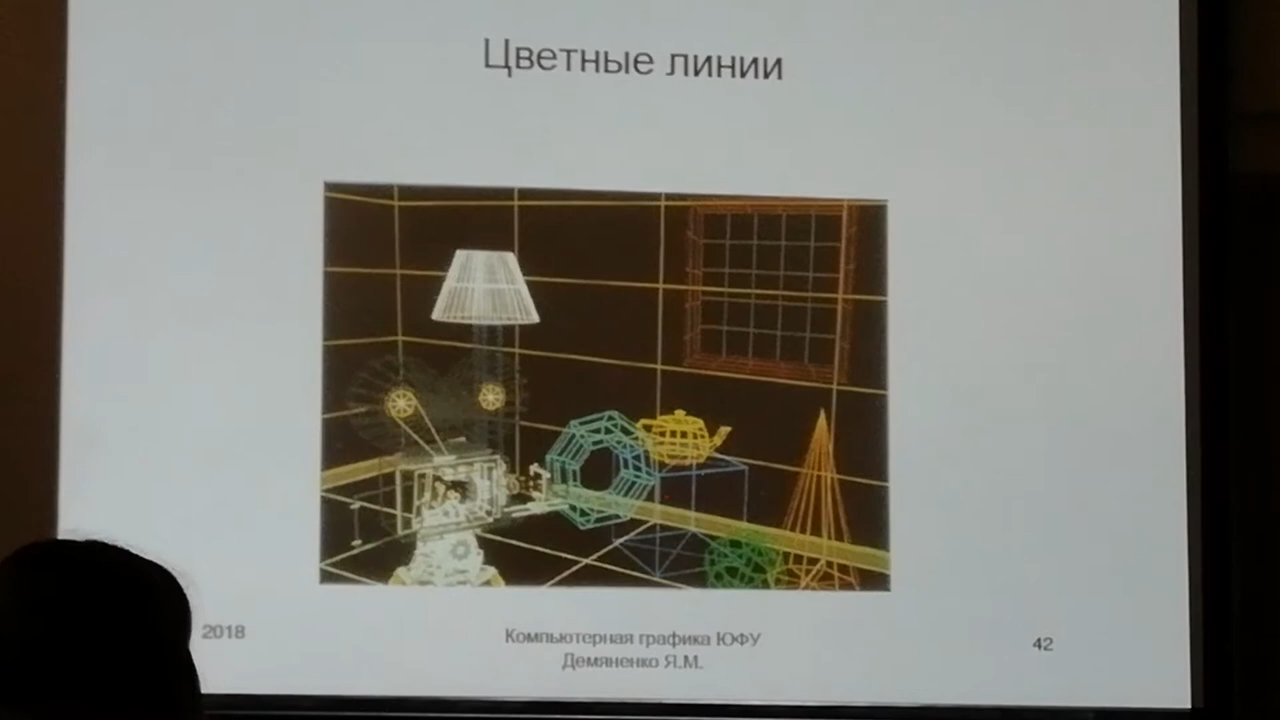 Цветные линии
2018
Компьютерная графика ЮФУ
Демяненко Я.М.
42